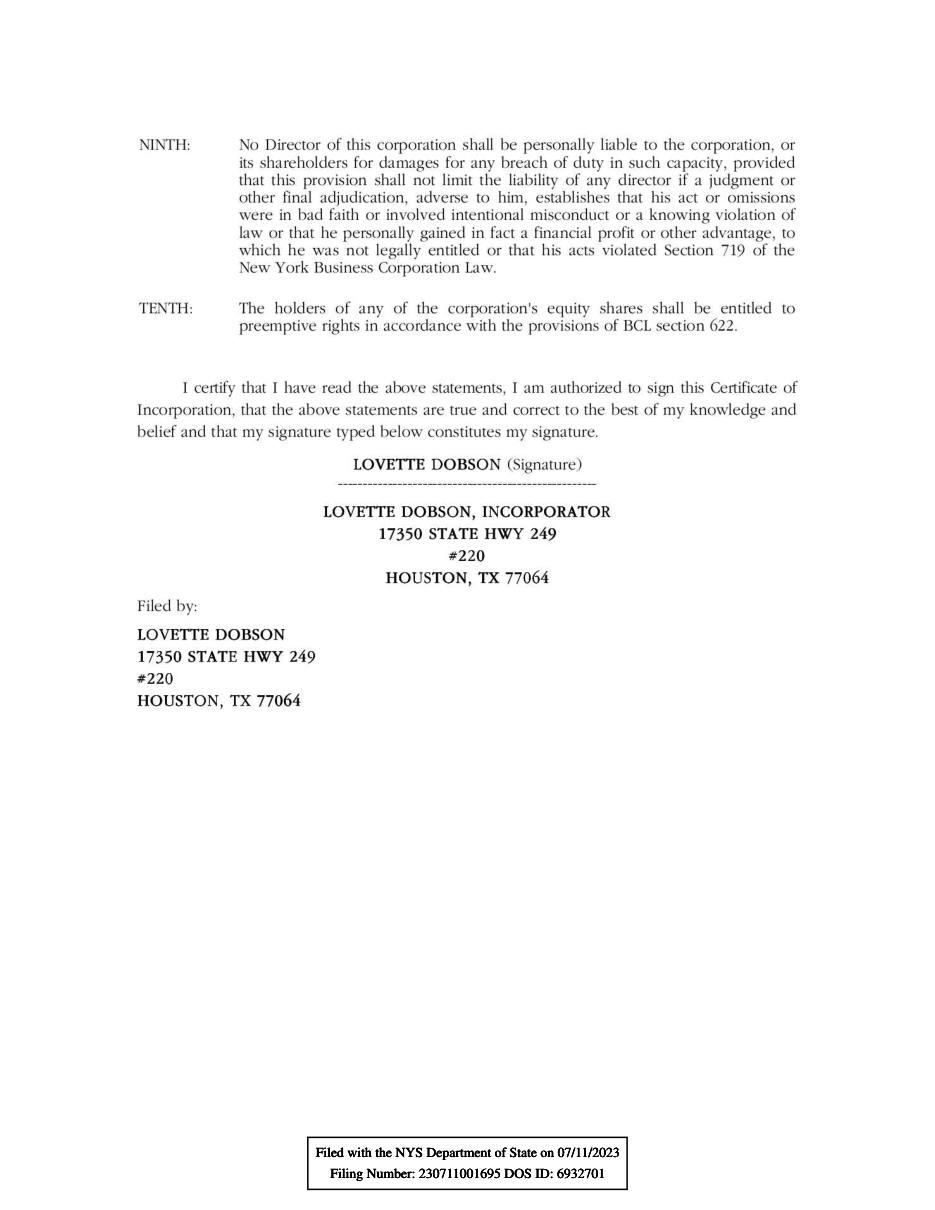 NINTH: No Director of this corporation shall be personally liable to the corporation, or
its shareholders for damages for any breach of duty in such capacity, provided
that this provision shall not limit the liability of any director if a judgment or
other final adjudication, adverse to him, establishes that his act or omissions
were in bad faith or involved intentional misconduct or a knowing violation of
law or that he personally gained in fact a financial profit or other advantage, to
which he was not legally entitled or that his acts violated Section 719 of the
New York Business Corporation Law.
TENTH: The holders of any of the corporation's equity shares shall be entitled to
preemptive rights in accordance with the provisions of BCL section 622.
I certify that I have read the above statements, I am authorized to sign this Certificate of
Incorporation, that the above statements are true and correct to the best of my knowledge and
belief and that my signature typed below constitutes my signature.
LOVETTE DOBSON (Signature)
----------------------------------------------------
LOVETTE DOBSON, INCORPORATOR
17350 STATE HWY 249
#220
HOUSTON, TX 77064
Filed by:
LOVETTE DOBSON
17350 STATE HWY 249
#220
HOUSTON, TX 77064
Filed with the NYS Department of State on 07/11/2023
Filing Number: 230711001695 DOS ID: 6932701